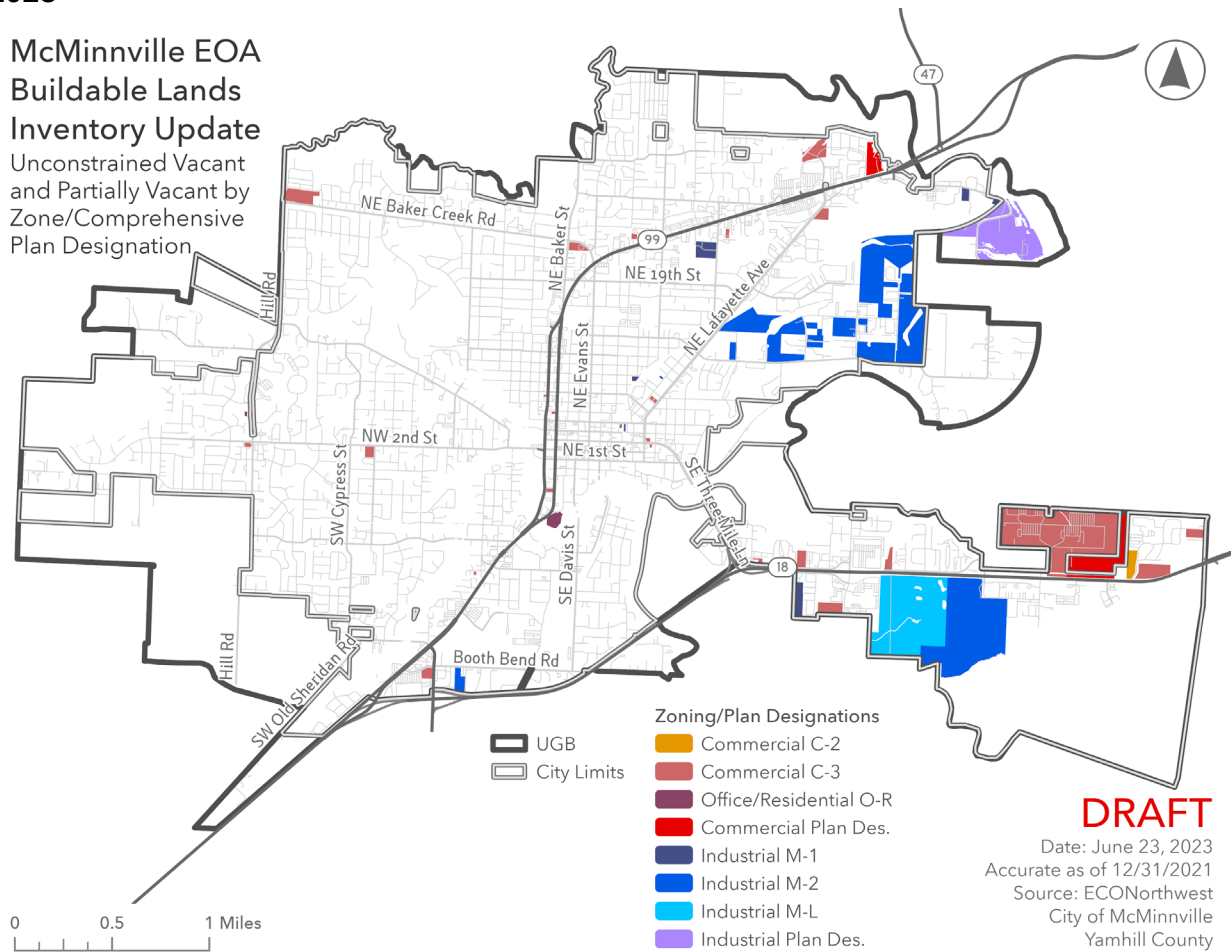 McMinnville EOA
Buildable Lands
Inventory Update
Unconstrained Vacant
and Partially Vacant by
Zone/Comprehensive
Plan Designation
47
NE Baker Creek Rd
NE Baker St
99
NE 19th St
Hill Rd
NE Lafayette Ave
NE Evans St
NW 2nd St
NE 1st St
SW Cypress St
SE Three Mile Ln
SE Davis St
18
Hill Rd
SW Old Sheridan Rd
Booth Bend Rd
UGB
City Limits
Zoning/Plan Designations
Commercial C-2
Commercial C-3
Office/Residential O-R
Commercial Plan Des.
Industrial M-1
Industrial M-2
Industrial M-L
Industrial Plan Des.
DRAFT
Date: June 23, 2023
Accurate as of 12/31/2021
Source: ECONorthwest
City of McMinnville
Yamhill County
0 0.5 1 Miles